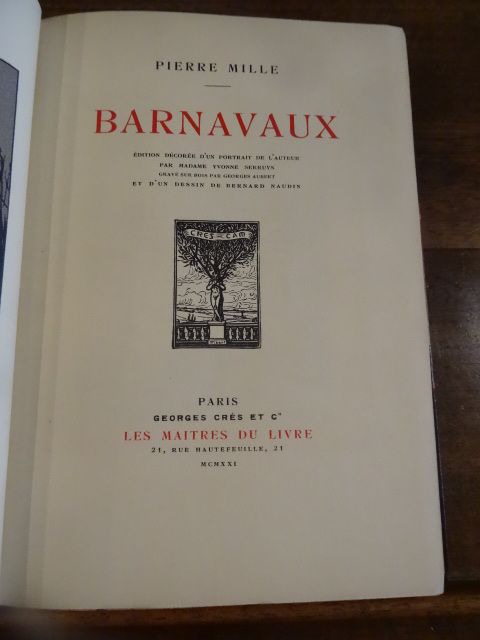 PIERRE MILLE
BARNAVAUX
ÉDITION DÉCORÉE D'UN PORTRAIT DE L'AUTEUR
PAR MADAME YVONNE SERRUYS
GRAVÉ SUR BOIS PAR GEORGES AUBERT
ET D'UN DESSIN DE BERNARD NAUDIN
CRES — CAM
PARIS
GEORGES CRÈS ET Cie
LES MAITRES DU LIVRE
21, RUE HAUTEFEUILLE, 21
MCMXXI